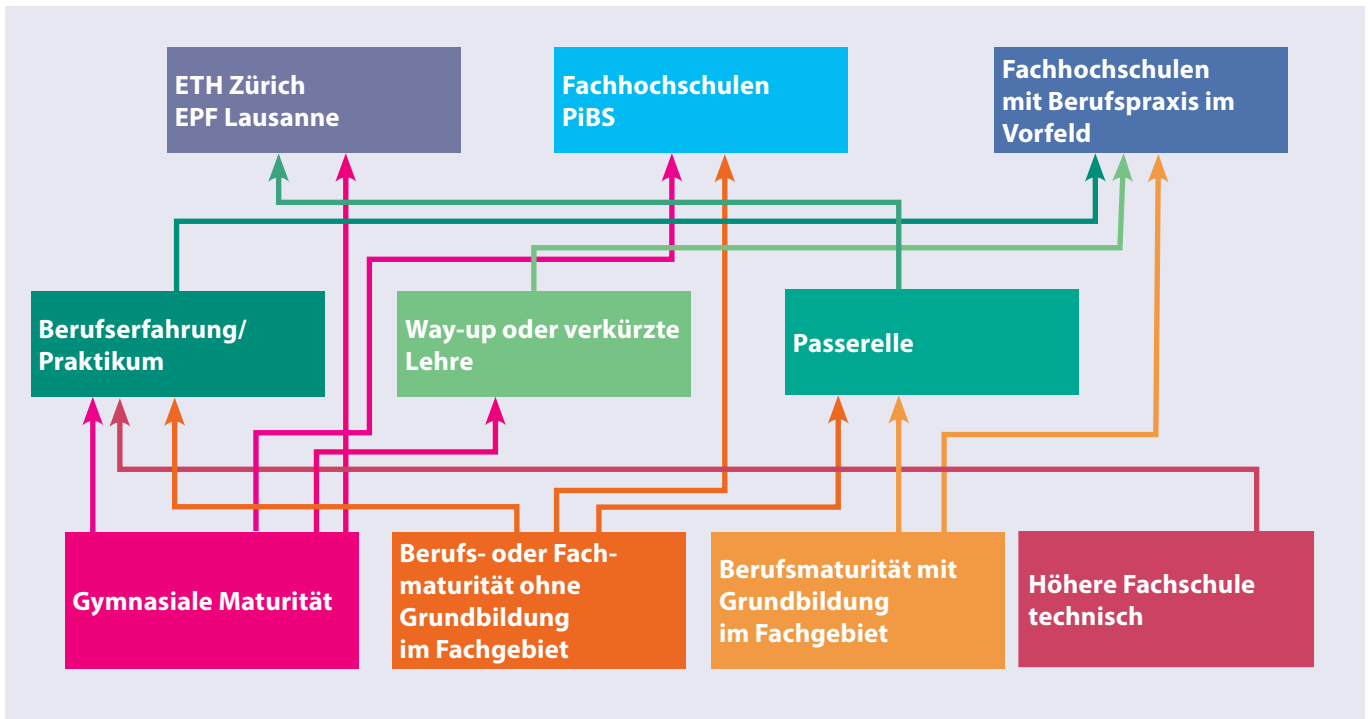 ETH Zürich
EPF Lausanne
Fachhochschulen
PiBS
Fachhochschulen
mit Berufspraxis im
Vorfeld
Berufserfahrung/
Praktikum
Way-up oder verkürzte
Lehre
Passerelle
Gymnasiale Maturität
Berufs- oder Fach-
maturität ohne
Grundbildung
im Fachgebiet
Berufsmaturität mit
Grundbildung
im Fachgebiet
Höhere Fachschule
technisch